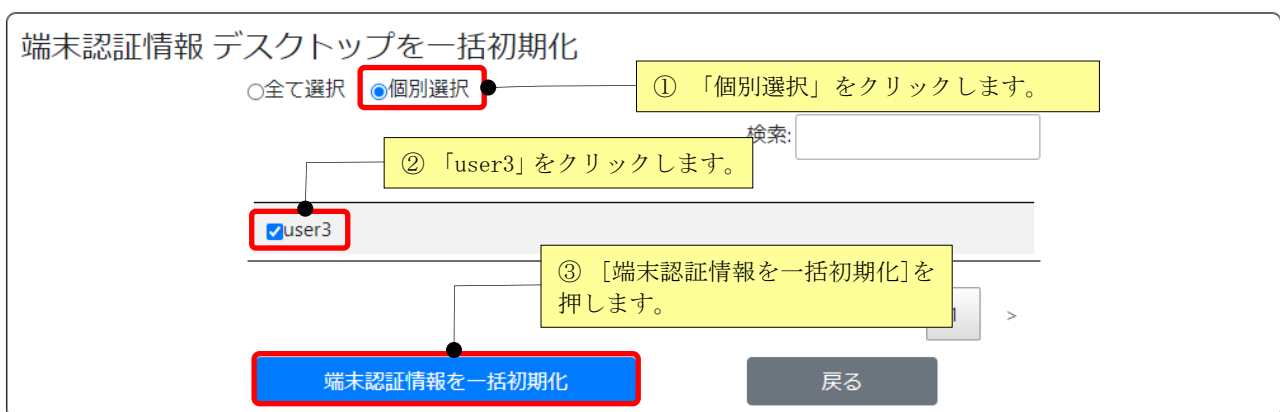 端末認証情報 デスクトップを一括初期化
○全て選択 ◉個別選択
① 「個別選択」をクリックします。
検索:
② 「user3」をクリックします。
user3
③ [端末認証情報を一括初期化]を
押します。
1 >
端末認証情報を一括初期化 戻る